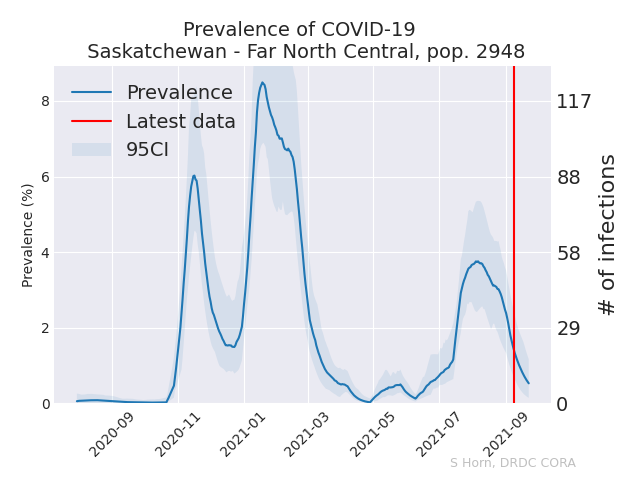 Prevalence of COVID-19
Saskatchewan - Far North Central, pop. 2948
Prevalence
Latest data
95CI
Prevalence (%)
8
6
4
2
0
117
88
58
29
0
# of infections
2020-09
2020-11
2021-01
2021-03
2021-05
2021-07
2021-09
S Horn, DRDC CORA